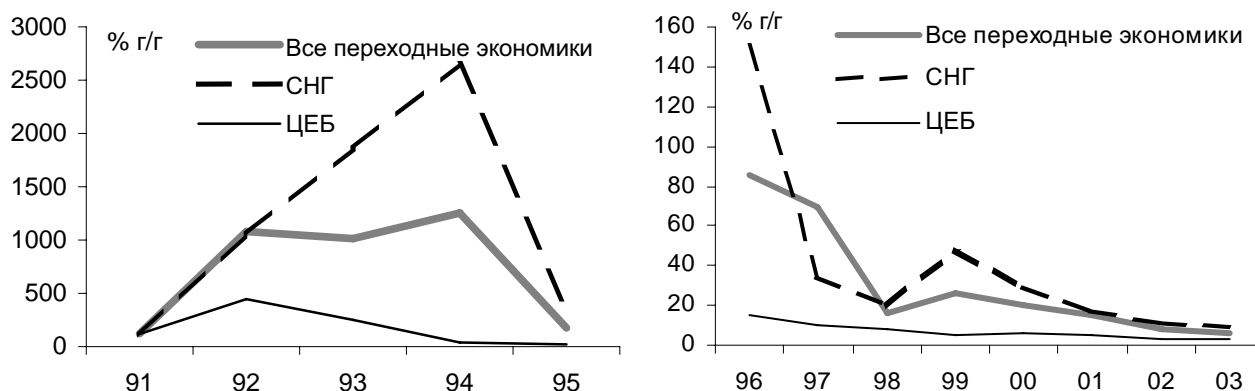 % г/г
Все переходные экономики
СНГ
ЦЕБ
3000
2500
2000
1500
1000
500
0
91 92 93 94 95
% г/г
Все переходные экономики
СНГ
ЦЕБ
160
140
120
100
80
60
40
20
0
96 97 98 99 00 01 02 03